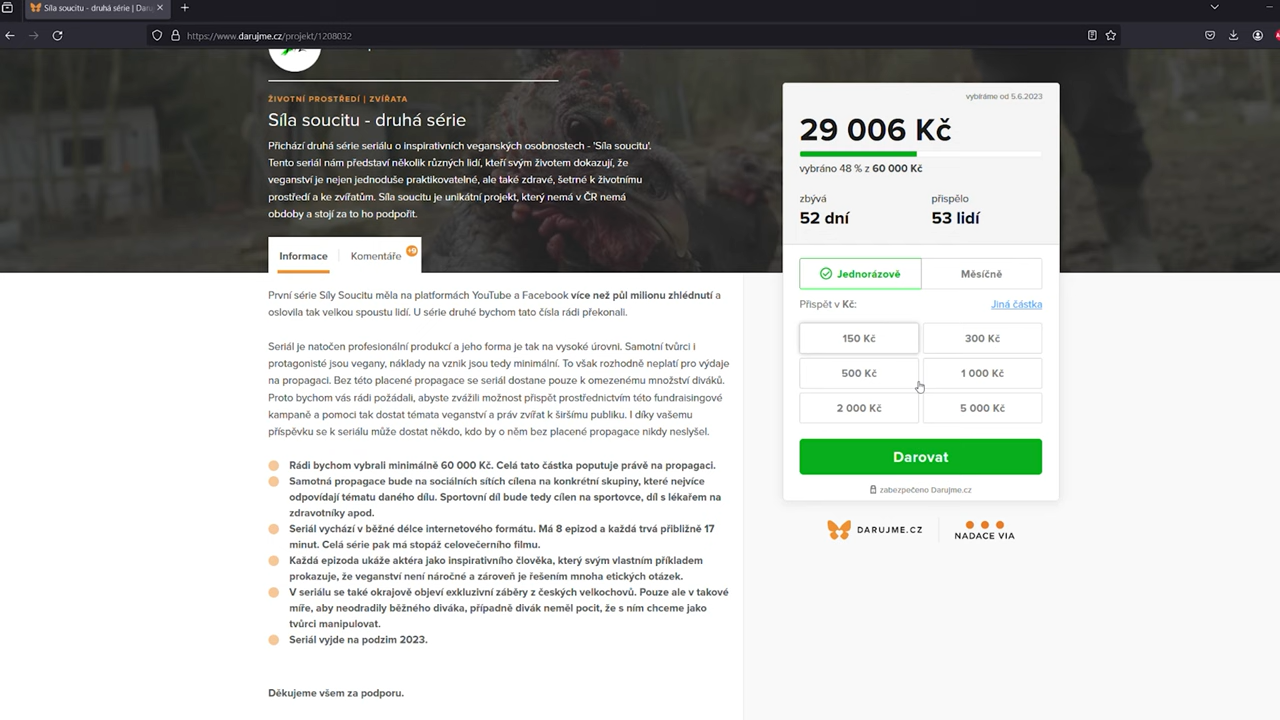 Síla soucitu - druhá série | Daru
https://www.darujme.cz/projekt/1208032
ŽIVOTNÍ PROSTŘEDÍ | ZVÍŘATA
Síla soucitu - druhá série
Přichází druhá série seriálu o inspirativních veganských osobnostech - 'Síla soucitu'.
Tento seriál nám představí několik různých lidí, kteří svým životem dokazují, že
veganství je nejen jednoduše praktikovatelné, ale také zdravé, šetrné k životnímu
prostředí a ke zvířatům. Síla soucitu je unikátní projekt, který nemá v ČR nemá
obdoby a stojí za to ho podpořit.
Informace
Komentáře
+9
První série Síly Soucitu měla na platformách YouTube a Facebook více než půl milionu zhlédnutí a
oslovila tak velkou spoustu lidí. U série druhé bychom tato čísla rádi překonali.
Seriál je natočen profesionální produkcí a jeho forma je tak na vysoké úrovni. Samotní tvůrci i
protagonisté jsou vegany, náklady na vznik jsou tedy minimální. To však rozhodně neplatí pro výdaje
na propagaci. Bez této placené propagace se seriál dostane pouze k omezenému množství diváků.
Proto bychom vás rádi požádali, abyste zvážili možnost přispět prostřednictvím této fundraisingové
kampaně a pomoci tak dostat témata veganství a práv zvířat k širšímu publiku. I díky vašemu
příspěvku se k seriálu může dostat někdo, kdo by o něm bez placené propagace nikdy neslyšel.
Rádi bychom vybrali minimálně 60 000 Kč. Celá tato částka poputuje právě na propagaci.
Samotná propagace bude na sociálních sítích cílena na konkrétní skupiny, které nejvíce
odpovídají tématu daného dílu. Sportovní díl bude tedy cílen na sportovce, díl s lékařem na
zdravotníky apod.
Seriál vychází v běžné délce internetového formátu. Má 8 epizod a každá trvá přibližně 17
minut. Celá série pak má stopáž celovečerního filmu.
Každá epizoda ukáže aktéra jako inspirativního člověka, který svým vlastním příkladem
prokazuje, že veganství není náročné a zároveň je řešením mnoha etických otázek.
V seriálu se také okrajově objeví exkluzivní záběry z českých velkochovů. Pouze ale v takové
míře, aby neodradily běžného diváka, případně divák neměl pocit, že s ním chceme jako
tvůrci manipulovat.
Seriál vyjde na podzim 2023.
Děkujeme všem za podporu.
vybíráme od 5.6.2023
29 006 Kč
vybráno 48 % z 60 000 Kč
zbývá
přispělo
52 dní
53 lidí
Jednorázově
Měsíčně
Přispět v Kč:
Jiná částka
150 Kč
300 Kč
500 Kč
1 000 Kč
2 000 Kč
5 000 Kč
Darovat
zabezpečeno Darujme.cz
DARUJME.CZ
NADACE VIA